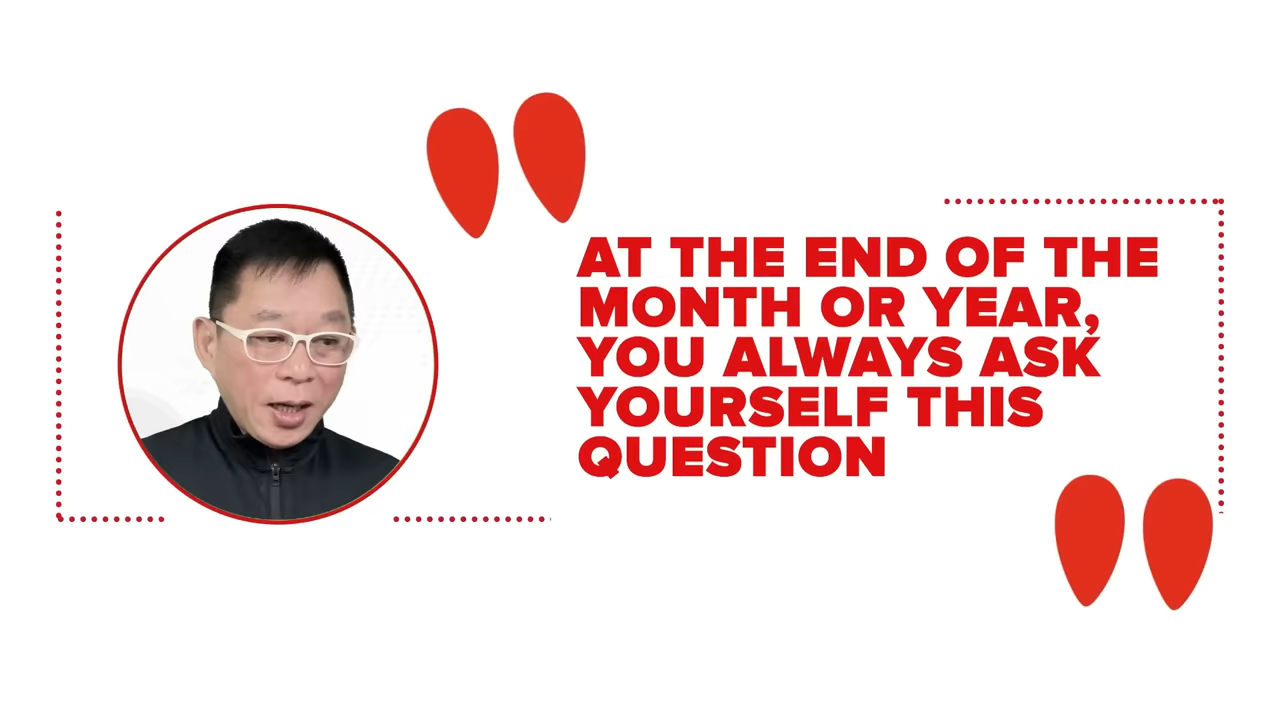 AT THE END OF THE
MONTH OR YEAR,
YOU ALWAYS ASK
YOURSELF THIS
QUESTION